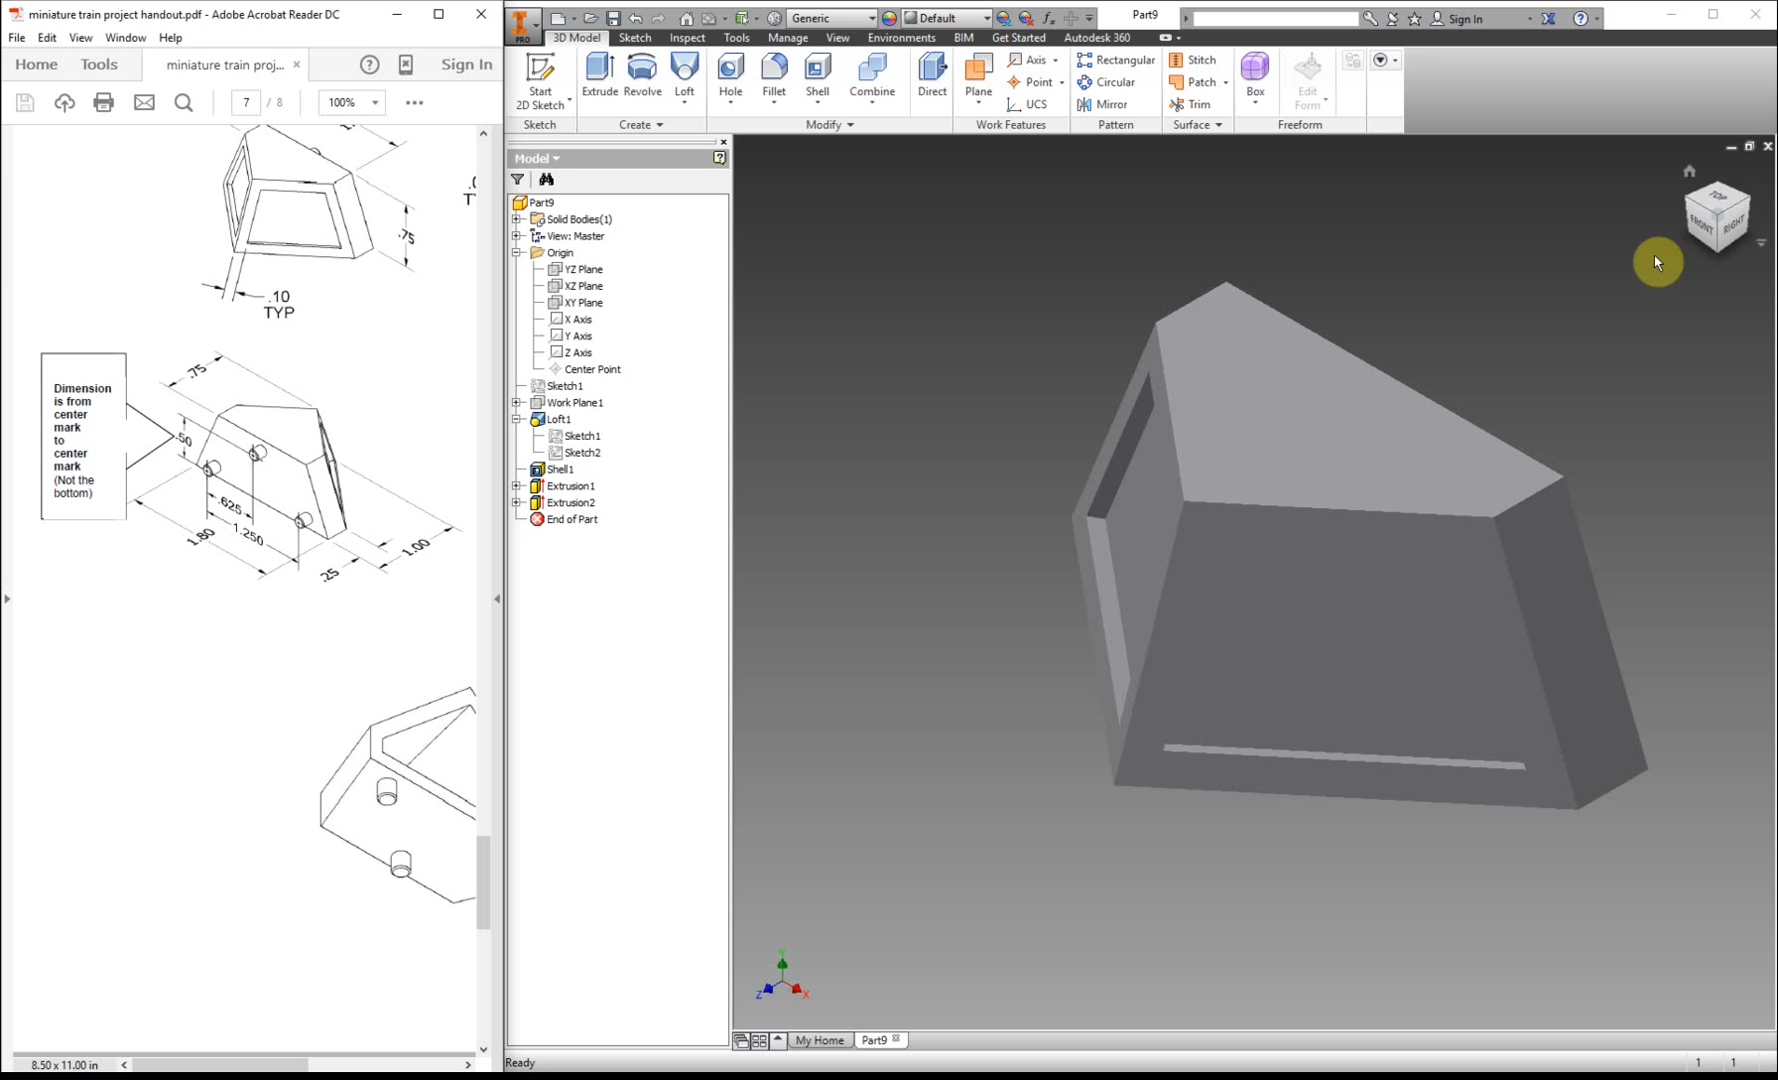 miniature train project handout.pdf - Adobe Acrobat Reader DC
File Edit View Window Help
Home Tools miniature train proj... × Sign In
7 / 8 100%
.75
.10
TYP
Dimension
is from
center
mark
to
center
mark
(Not the
bottom)
.75
.50
.625
1.250
1.80
.25
1.00
8.50 x 11.00 in
PRO
Generic Default Part9 Sign In
3D Model Sketch Inspect Tools Manage View Environments BIM Get Started Autodesk 360
Start
2D Sketch
Extrude Revolve Loft
Hole Fillet Shell Combine
Direct
Plane
Axis
Point
UCS
Rectangular
Circular
Mirror
Stitch
Patch
Trim
Box
Edit
Form
Sketch Create Modify Work Features Pattern Surface Freeform
Model
Part9
Solid Bodies(1)
View: Master
Origin
YZ Plane
XZ Plane
XY Plane
X Axis
Y Axis
Z Axis
Center Point
Sketch1
Work Plane1
Loft1
Sketch1
Sketch2
Shell1
Extrusion1
Extrusion2
End of Part
TOP
FRONT RIGHT
Y
Z X
My Home Part9
Ready
1 1